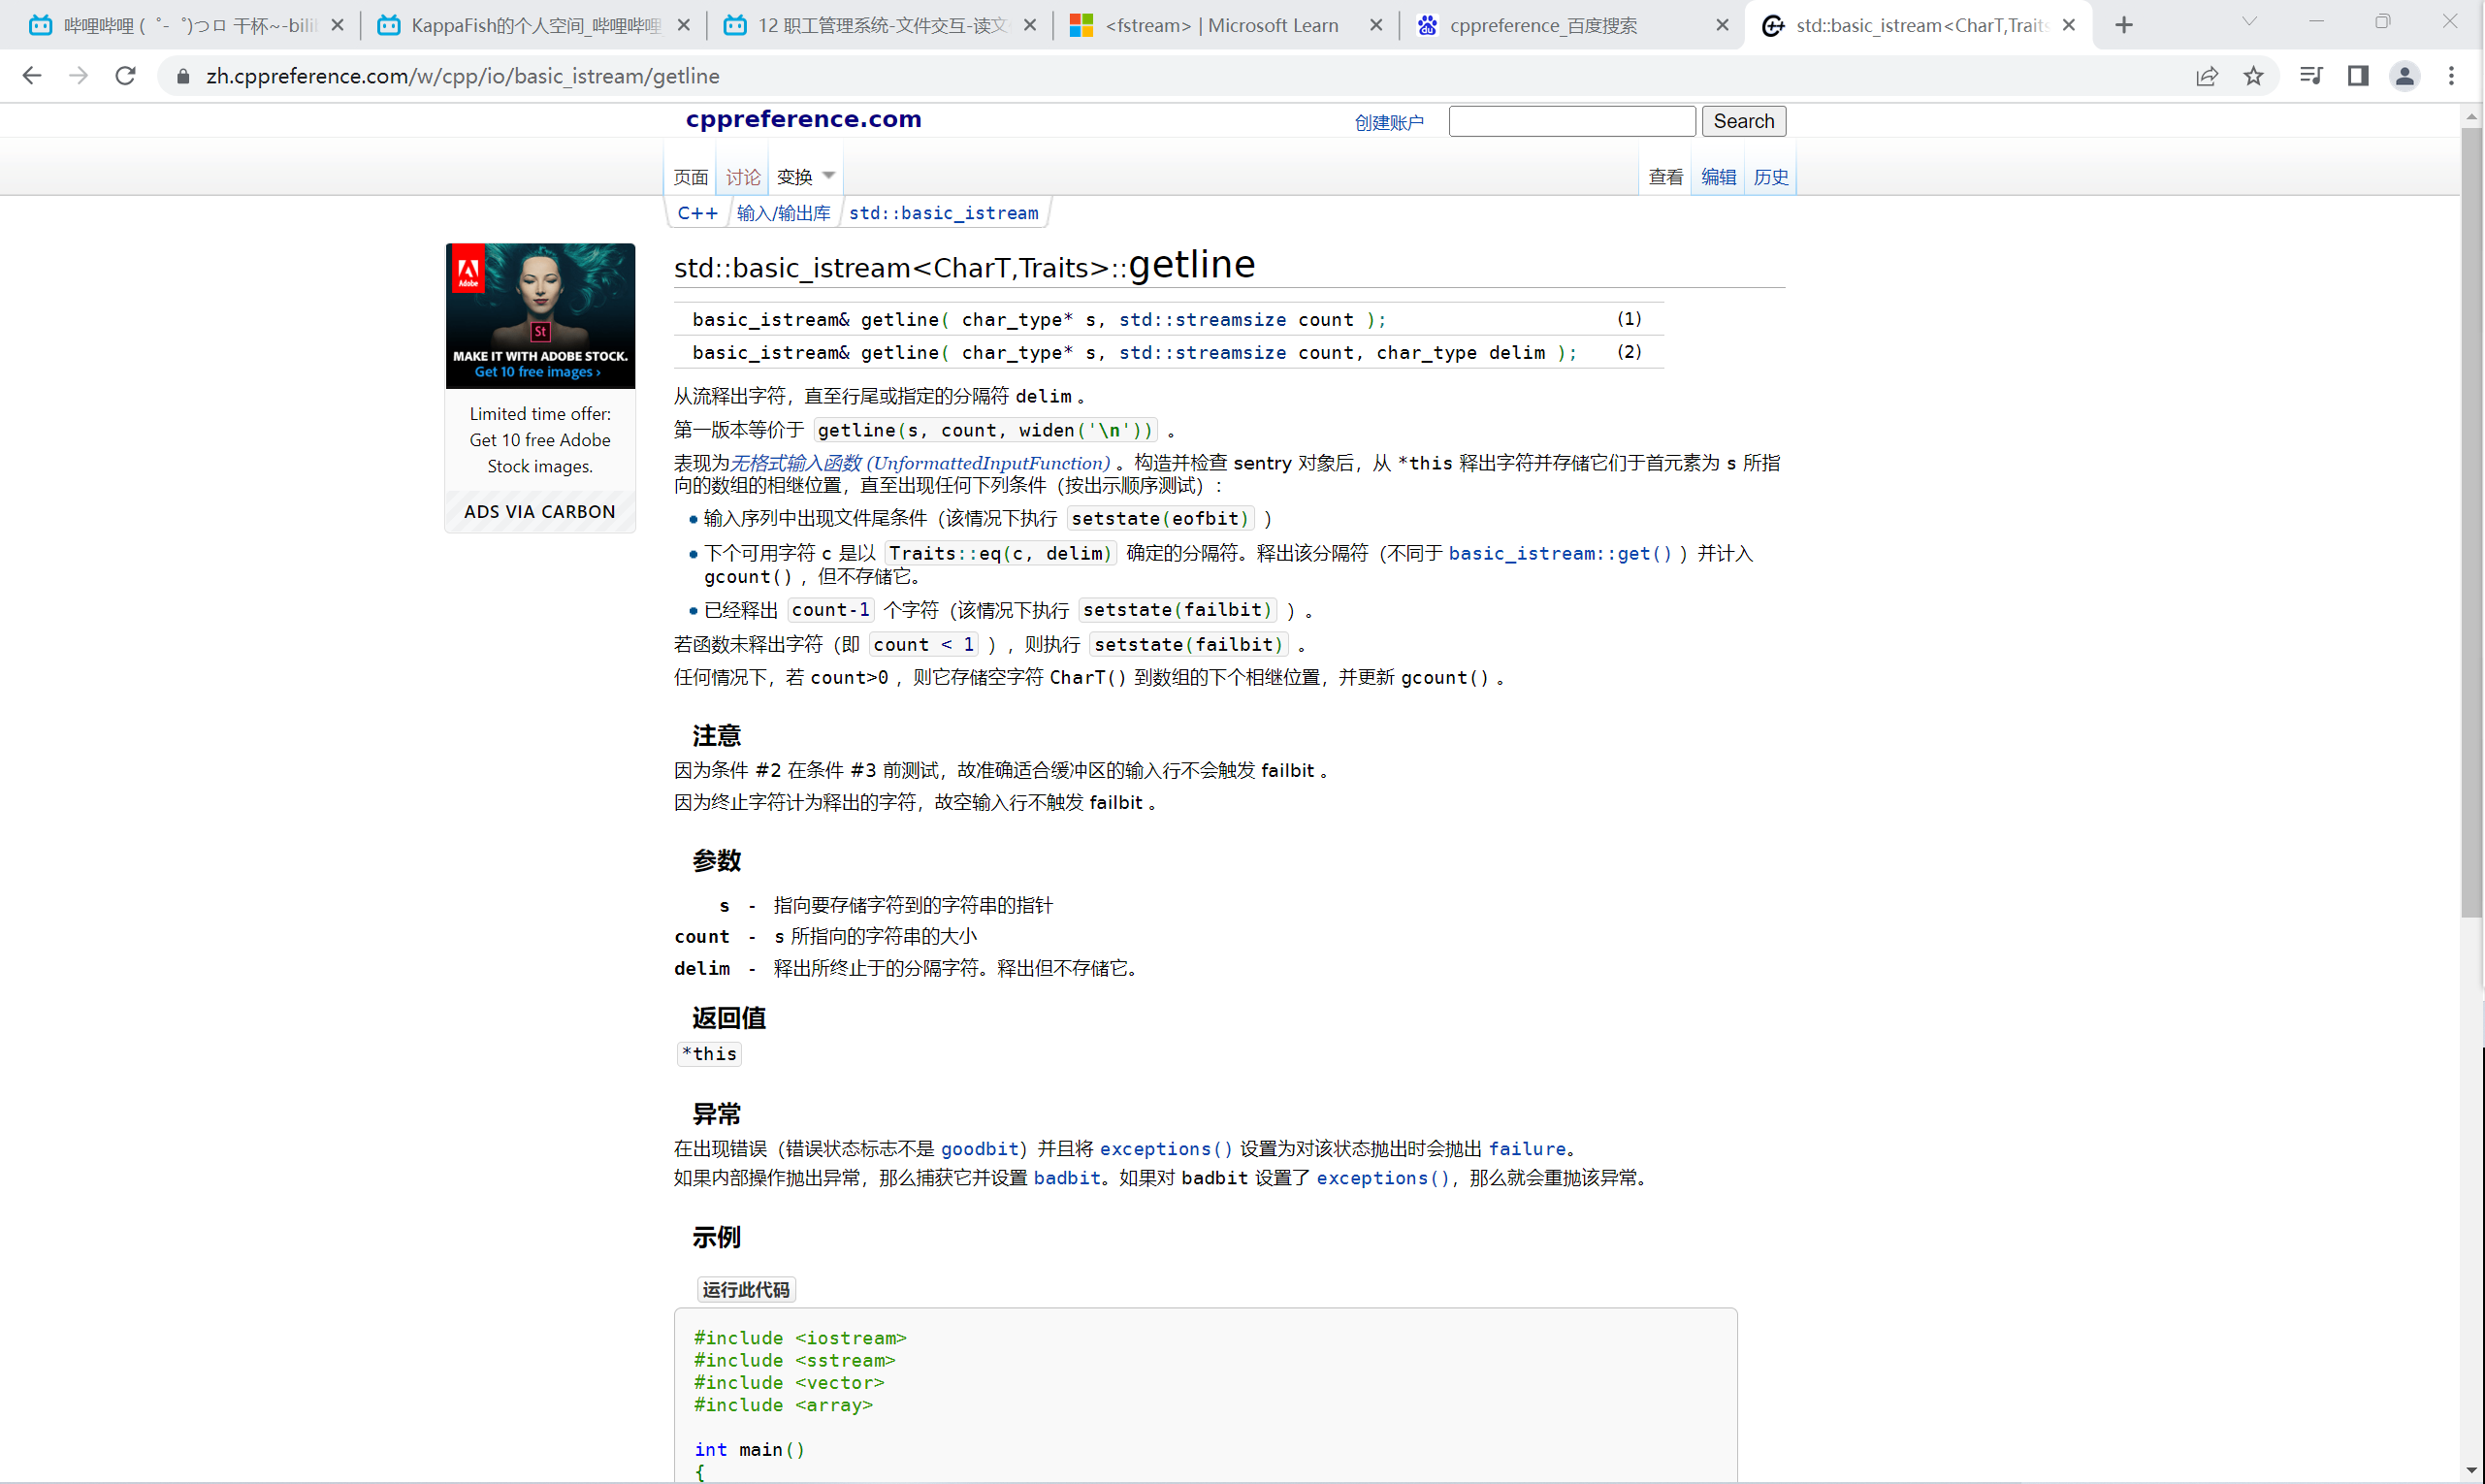 哔哩哔哩 (゜-゜)つロ 干杯~-bili
KappaFish的个人空间_哔哩哔哩
12 职工管理系统-文件交互-读文
<fstream> | Microsoft Learn
cppreference_百度搜索
std::basic_istream<CharT,Traits
zh.cppreference.com/w/cpp/io/basic_istream/getline
cppreference.com
创建账户
Search
页面 讨论 变换
查看 编辑 历史
C++ 输入/输出库 std::basic_istream
Adobe
St
MAKE IT WITH ADOBE STOCK.
Get 10 free images ›
Limited time offer:
Get 10 free Adobe
Stock images.
ADS VIA CARBON
std::basic_istream<CharT,Traits>::getline
basic_istream& getline( char_type* s, std::streamsize count ); (1)
basic_istream& getline( char_type* s, std::streamsize count, char_type delim ); (2)
从流释出字符，直至行尾或指定的分隔符 delim 。
第一版本等价于 getline(s, count, widen('\n')) 。
表现为无格式输入函数 (UnformattedInputFunction) 。构造并检查 sentry 对象后，从 *this 释出字符并存储它们于首元素为 s 所指
向的数组的相继位置，直至出现任何下列条件（按出示顺序测试）：
输入序列中出现文件尾条件（该情况下执行 setstate(eofbit) ）
下个可用字符 c 是以 Traits::eq(c, delim) 确定的分隔符。释出该分隔符（不同于 basic_istream::get() ）并计入
gcount() ，但不存储它。
已经释出 count-1 个字符（该情况下执行 setstate(failbit) ）。
若函数未释出字符（即 count < 1 ），则执行 setstate(failbit) 。
任何情况下，若 count>0 ，则它存储空字符 CharT() 到数组的下个相继位置，并更新 gcount() 。
注意
因为条件 #2 在条件 #3 前测试，故准确适合缓冲区的输入行不会触发 failbit 。
因为终止字符计为释出的字符，故空输入行不触发 failbit 。
参数
s - 指向要存储字符到的字符串的指针
count - s 所指向的字符串的大小
delim - 释出所终止于的分隔字符。释出但不存储它。
返回值
*this
异常
在出现错误（错误状态标志不是 goodbit）并且将 exceptions() 设置为对该状态抛出时会抛出 failure。
如果内部操作抛出异常，那么捕获它并设置 badbit。如果对 badbit 设置了 exceptions()，那么就会重抛该异常。
示例
运行此代码
#include <iostream>
#include <sstream>
#include <vector>
#include <array>
int main()
{